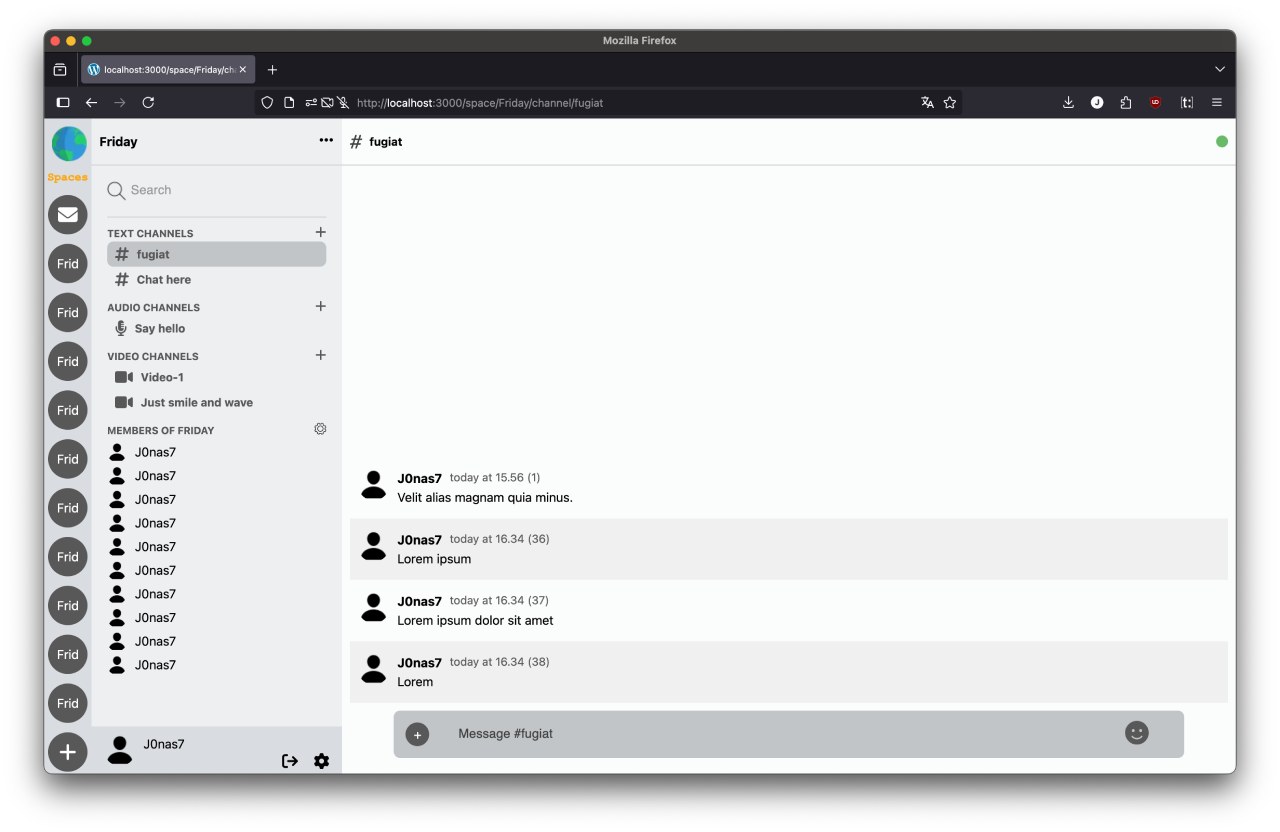 Mozilla Firefox
localhost:3000/space/Friday/ch
http://localhost:3000/space/Friday/channel/fugiat
Spaces
Frid
Frid
Frid
Frid
Frid
Frid
Frid
Frid
Frid
Frid
Friday
Search
TEXT CHANNELS
fugiat
Chat here
AUDIO CHANNELS
Say hello
VIDEO CHANNELS
Video-1
Just smile and wave
MEMBERS OF FRIDAY
J0nas7
J0nas7
J0nas7
J0nas7
J0nas7
J0nas7
J0nas7
J0nas7
J0nas7
J0nas7
J0nas7
# fugiat
J0nas7 today at 15.56 (1)
Velit alias magnam quia minus.
J0nas7 today at 16.34 (36)
Lorem ipsum
J0nas7 today at 16.34 (37)
Lorem ipsum dolor sit amet
J0nas7 today at 16.34 (38)
Lorem
Message #fugiat